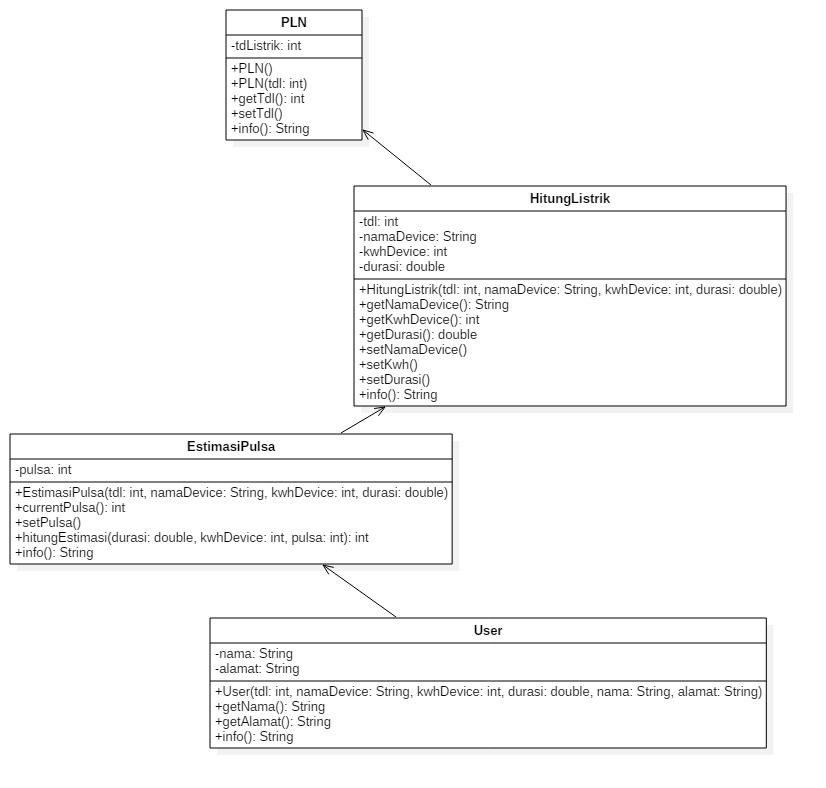 PLN
-tdListrik: int
+PLN()
+PLN(tdl: int)
+getTdl(): int
+setTdl()
+info(): String
HitungListrik
-tdl: int
-namaDevice: String
-kwhDevice: int
-durasi: double
+HitungListrik(tdl: int, namaDevice: String, kwhDevice: int, durasi: double)
+getNamaDevice(): String
+getKwhDevice(): int
+getDurasi(): double
+setNamaDevice()
+setKwh()
+setDurasi()
+info(): String
EstimasiPulsa
-pulsa: int
+EstimasiPulsa(tdl: int, namaDevice: String, kwhDevice: int, durasi: double)
+currentPulsa(): int
+setPulsa()
+hitungEstimasi(durasi: double, kwhDevice: int, pulsa: int): int
+info(): String
User
-nama: String
-alamat: String
+User(tdl: int, namaDevice: String, kwhDevice: int, durasi: double, nama: String, alamat: String)
+getNama(): String
+getAlamat(): String
+info(): String